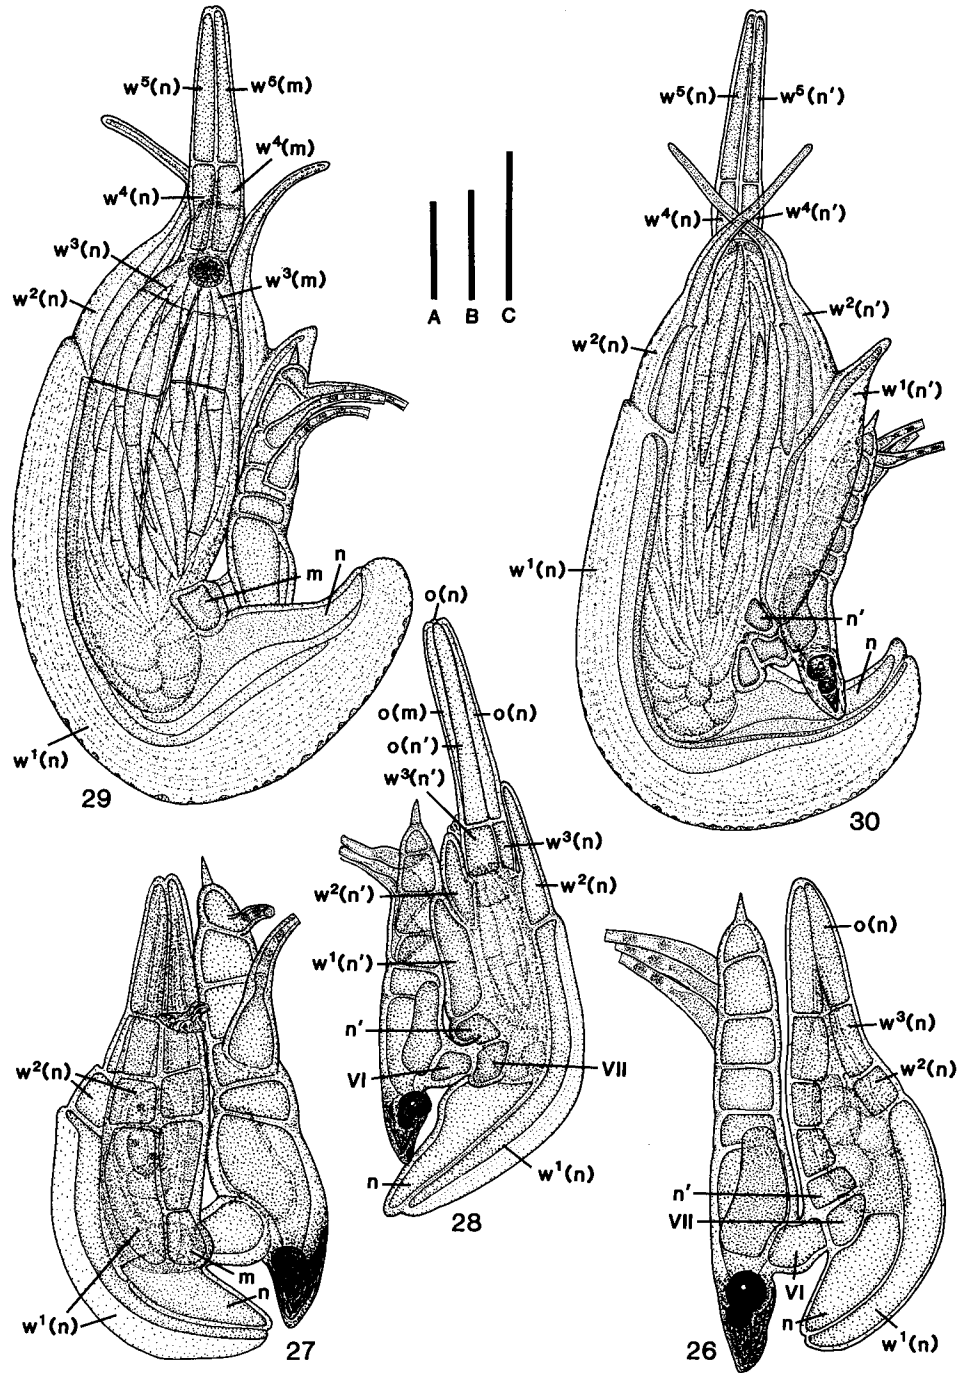 w⁵(n) w⁵(m)
w⁴(m)
w⁴(n)
w³(n)
w³(m)
w²(n)
n
m
w¹(n)
29
A B C
w⁵(n) w⁵(n')
w⁴(n) w⁴(n')
w²(n')
w²(n)
w¹(n')
w¹(n)
n'
n
30
o(n)
o(m) o(n)
o(n')
w³(n')
w³(n)
w²(n') w²(n)
w¹(n')
n'
VI VII
w¹(n)
n
28
w²(n)
m
n
w¹(n)
27
o(n)
w³(n)
w²(n)
n'
VII
VI
n
w¹(n)
26